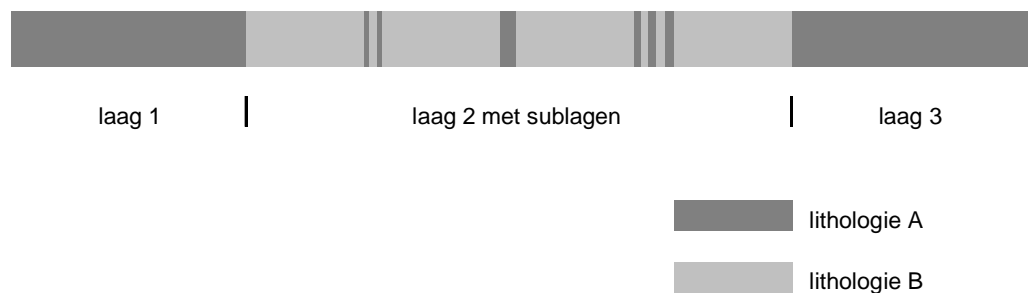 laag 1
laag 2 met sublagen
laag 3
lithologie A
lithologie B